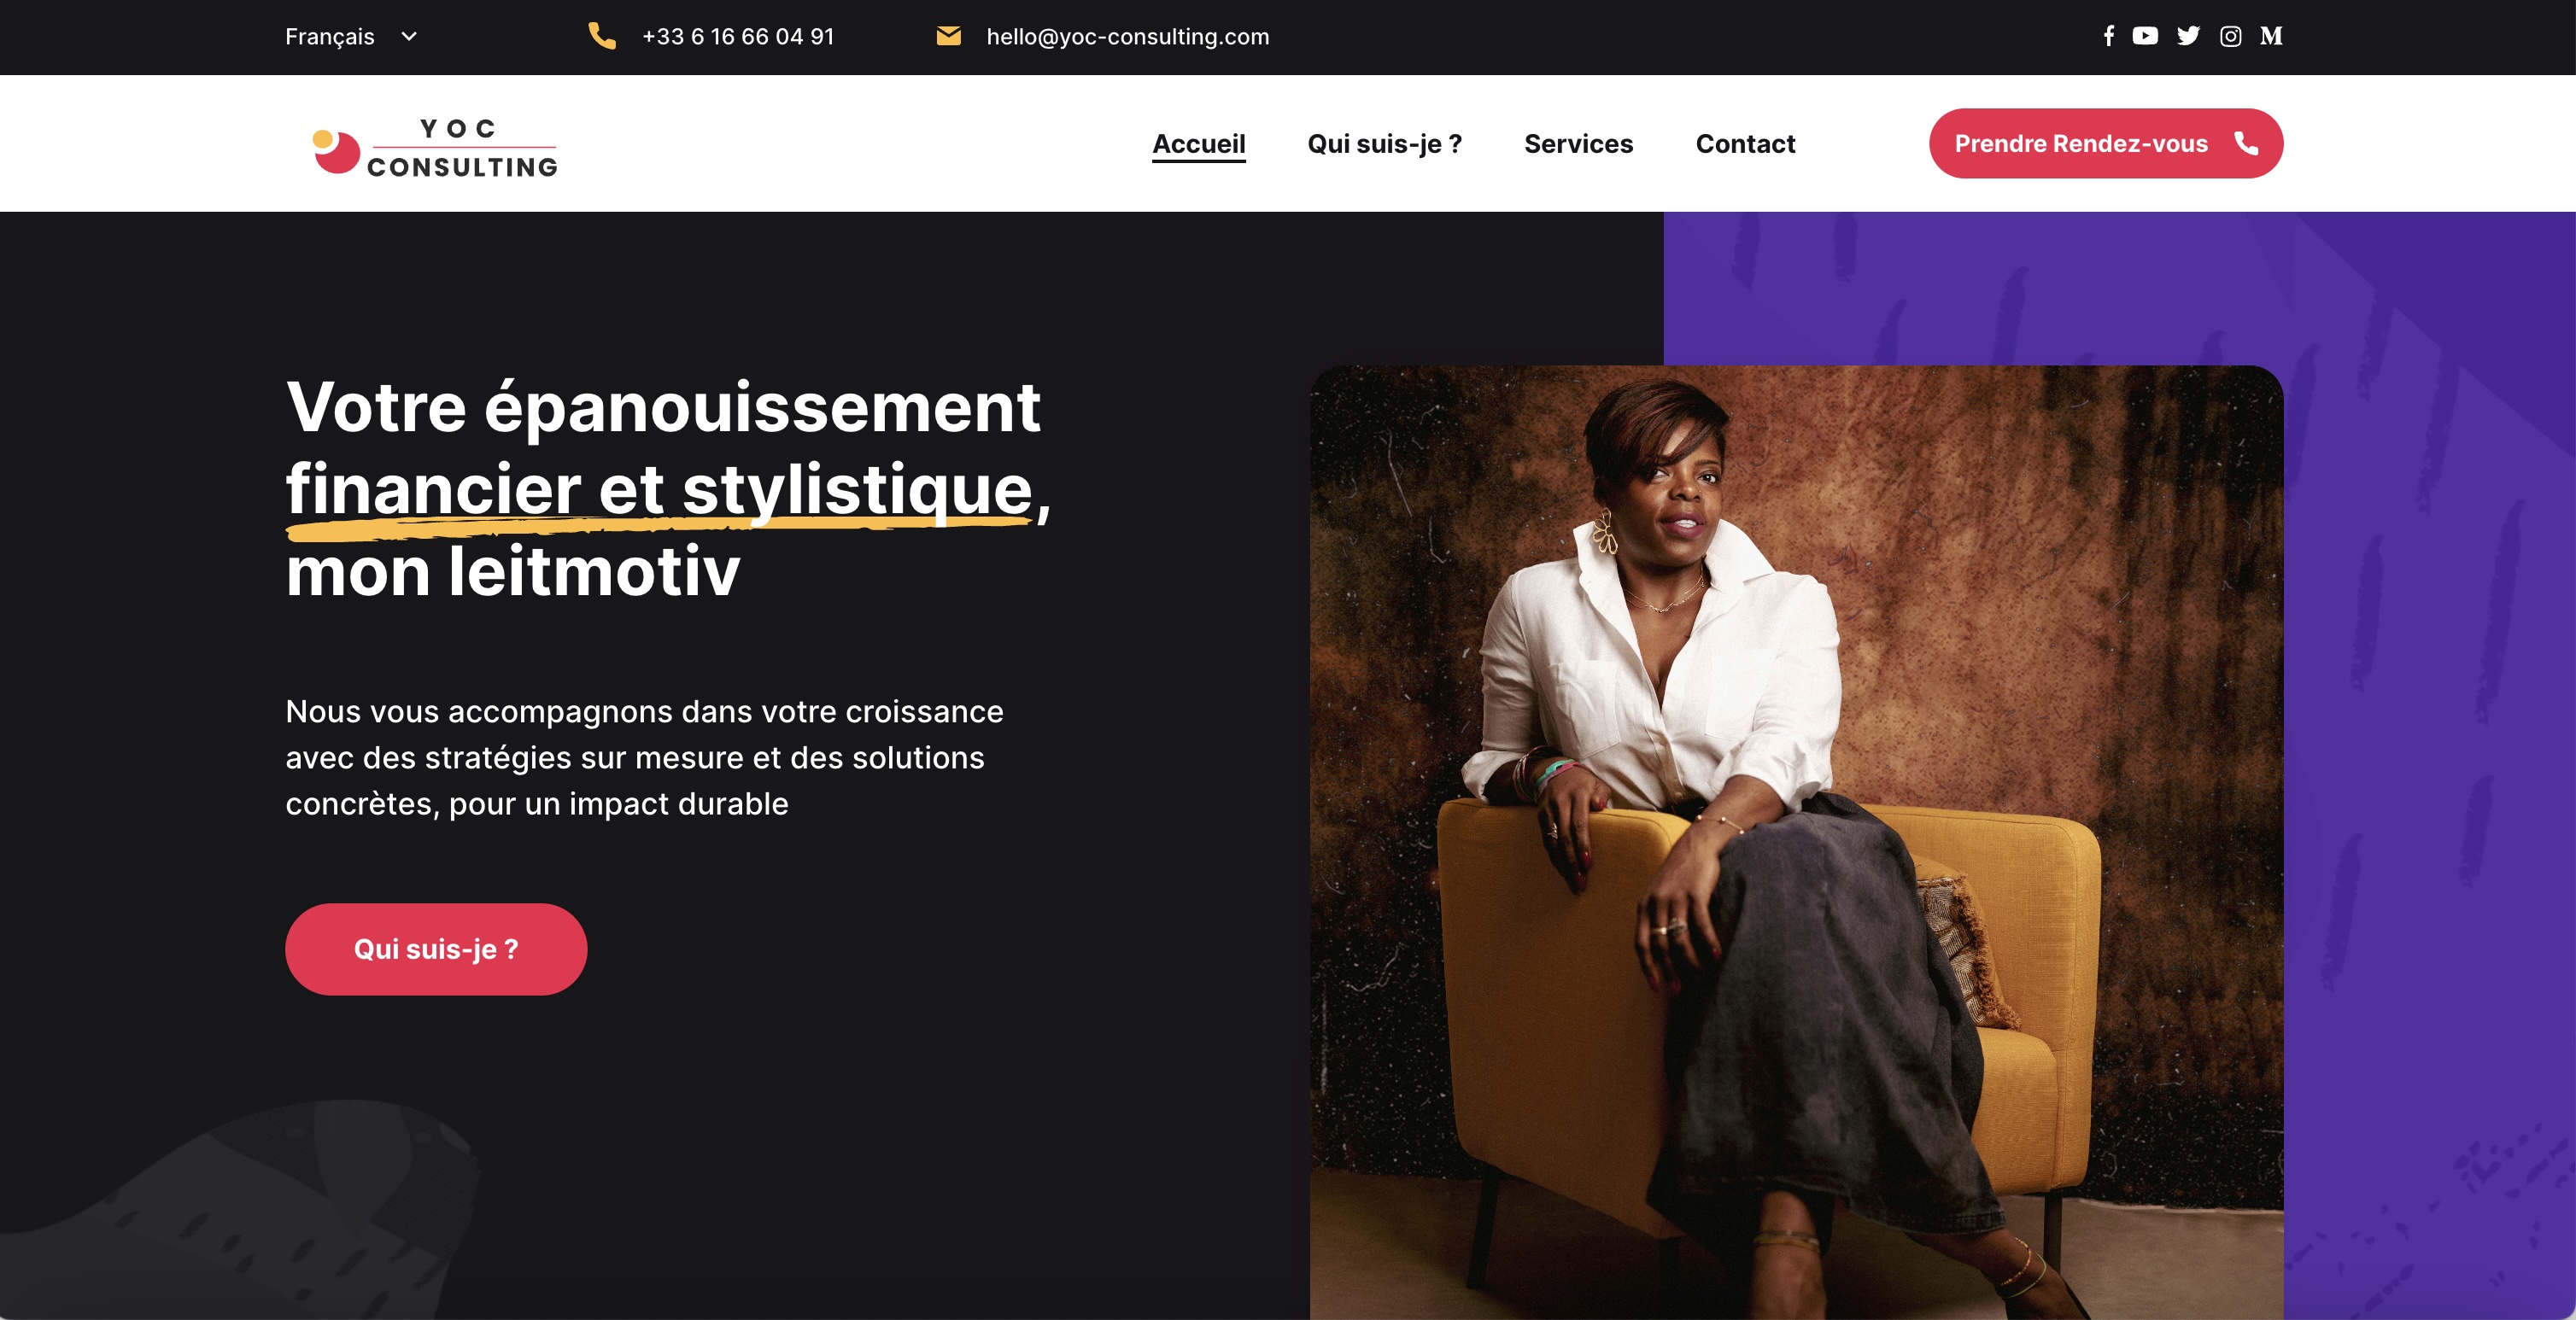 Français
+33 6 16 66 04 91
hello@yoc-consulting.com
YOC
CONSULTING
Accueil
Qui suis-je ?
Services
Contact
Prendre Rendez-vous
Votre épanouissement
financier et stylistique,
mon leitmotiv
Nous vous accompagnons dans votre croissance
avec des stratégies sur mesure et des solutions
concrètes, pour un impact durable
Qui suis-je ?